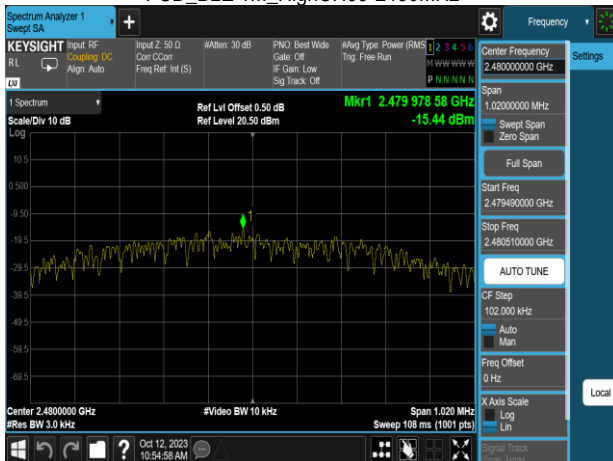 Spectrum Analyzer 1
Swept SA
+
Frequency
KEYSIGHT
RL
LXI
Input: RF
Coupling: DC
Align: Auto
Input Z: 50 Ω
Corr CCorr
Freq Ref: Int (S)
#Atten: 30 dB
PNO: Best Wide
Gate: Off
IF Gain: Low
Sig Track: Off
#Avg Type: Power (RMS
Trig: Free Run
1 2 3 4 5 6
M W W W W W
P N N N N N
1 Spectrum
Scale/Div 10 dB
Log
Ref Lvl Offset 0.50 dB
Ref Level 20.50 dBm
Mkr1 2.479 978 58 GHz
-15.44 dBm
10.5
0.500
-9.50
-19.5
-29.5
-39.5
-49.5
-59.5
-69.5
1
Center 2.4800000 GHz
#Res BW 3.0 kHz
#Video BW 10 kHz
Span 1.020 MHz
Sweep 108 ms (1001 pts)
Oct 12, 2023
10:54:58 AM
?
Center Frequency
2.480000000 GHz
Span
1.02000000 MHz
Swept Span
Zero Span
Full Span
Start Freq
2.479490000 GHz
Stop Freq
2.480510000 GHz
AUTO TUNE
CF Step
102.000 kHz
Auto
Man
Freq Offset
0 Hz
X Axis Scale
Log
Lin
Signal Track
Settings
Local